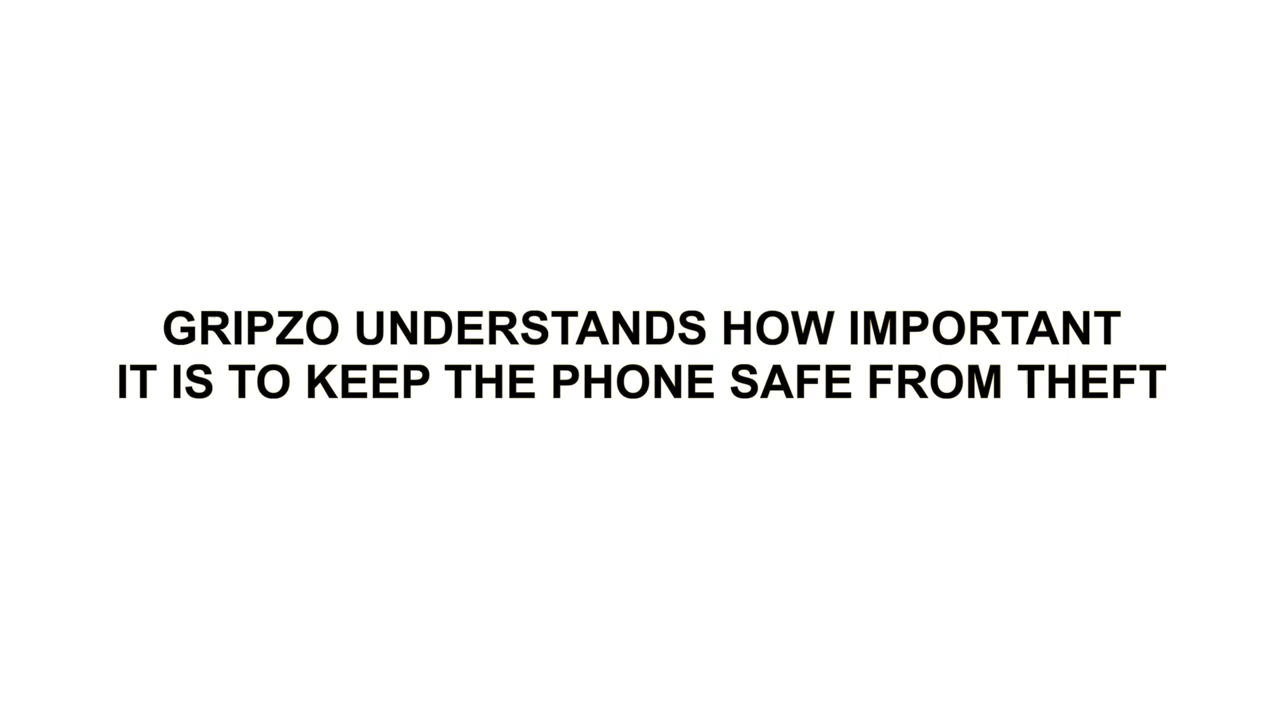 GRIPZO UNDERSTANDS HOW IMPORTANT
IT IS TO KEEP THE PHONE SAFE FROM THEFT